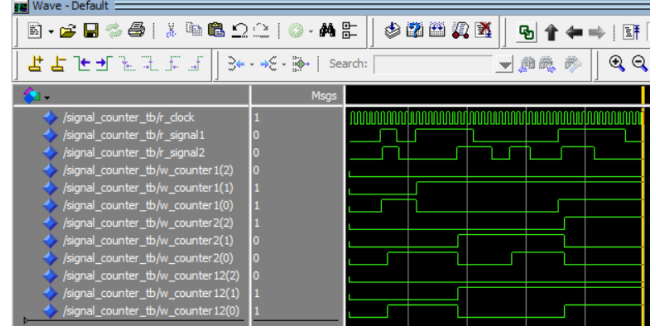 Wave - Default
Search:
Msgs
/signal_counter_tb/r_clock 1
/signal_counter_tb/r_signal1 0
/signal_counter_tb/r_signal2 0
/signal_counter_tb/w_counter1(2) 0
/signal_counter_tb/w_counter1(1) 1
/signal_counter_tb/w_counter1(0) 1
/signal_counter_tb/w_counter2(2) 1
/signal_counter_tb/w_counter2(1) 0
/signal_counter_tb/w_counter2(0) 0
/signal_counter_tb/w_counter12(2) 0
/signal_counter_tb/w_counter12(1) 1
/signal_counter_tb/w_counter12(0) 1